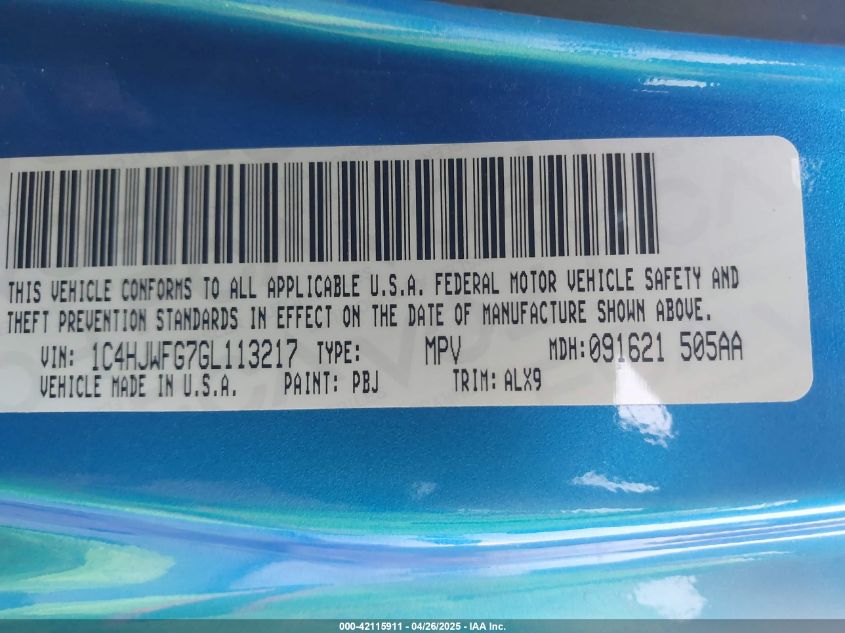 THIS VEHICLE CONFORMS TO ALL APPLICABLE U.S.A. FEDERAL MOTOR VEHICLE SAFETY AND
THEFT PREVENTION STANDARDS IN EFFECT ON THE DATE OF MANUFACTURE SHOWN ABOVE.
VIN: 1C4HJWFG7GL113217 TYPE: MPV MDH:091621 505AA
VEHICLE MADE IN U.S.A. PAINT: PBJ TRIM: ALX9
000-42115911 - 04/26/2025 - IAA Inc.